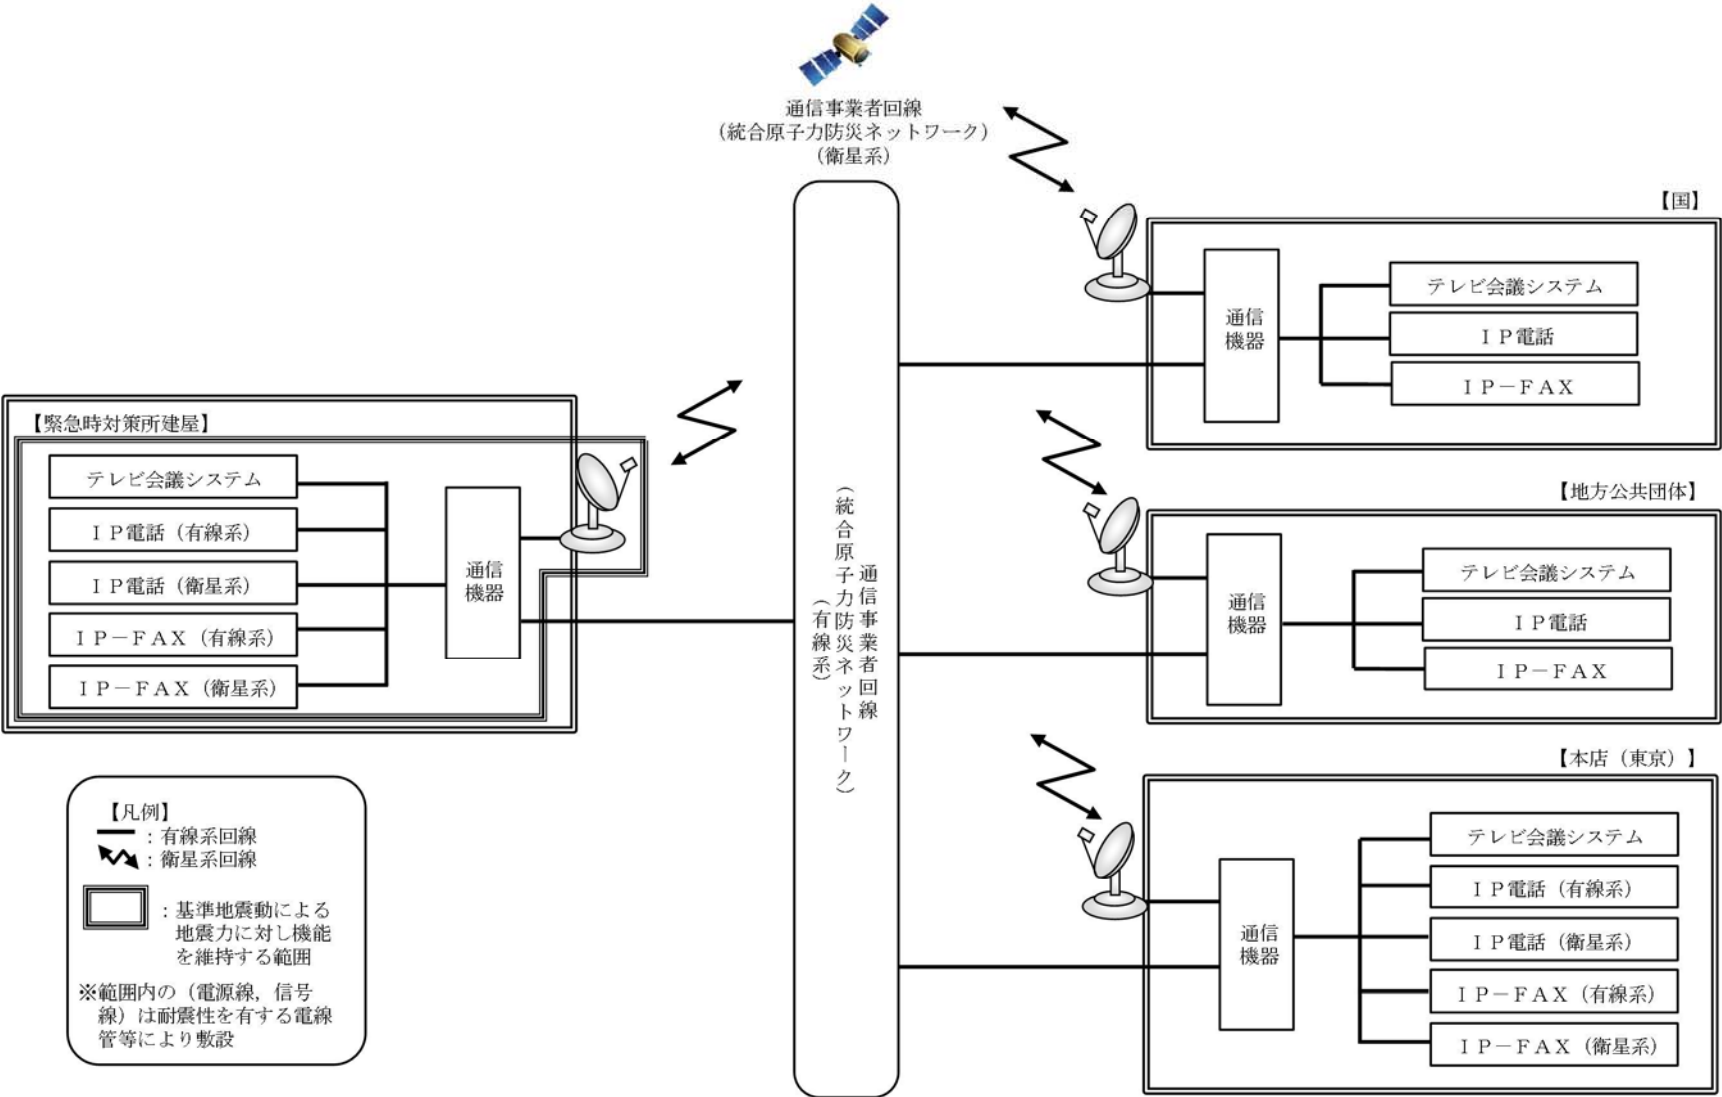 通信事業者回線
（統合原子力防災ネットワーク）
（衛星系）
【緊急時対策所建屋】
テレビ会議システム
ＩＰ電話（有線系）
ＩＰ電話（衛星系）
ＩＰ－ＦＡＸ（有線系）
ＩＰ－ＦＡＸ（衛星系）
通信
機器
通信事業者回線
（統合原子力防災ネットワーク）
（有線系）
【国】
通信
機器
テレビ会議システム
ＩＰ電話
ＩＰ－ＦＡＸ
【地方公共団体】
通信
機器
テレビ会議システム
ＩＰ電話
ＩＰ－ＦＡＸ
【本店（東京）】
通信
機器
テレビ会議システム
ＩＰ電話（有線系）
ＩＰ電話（衛星系）
ＩＰ－ＦＡＸ（有線系）
ＩＰ－ＦＡＸ（衛星系）
【凡例】
：有線系回線
：衛星系回線
：基準地震動による
地震力に対し機能
を維持する範囲
※範囲内の（電源線，信号
線）は耐震性を有する電線
管等により敷設